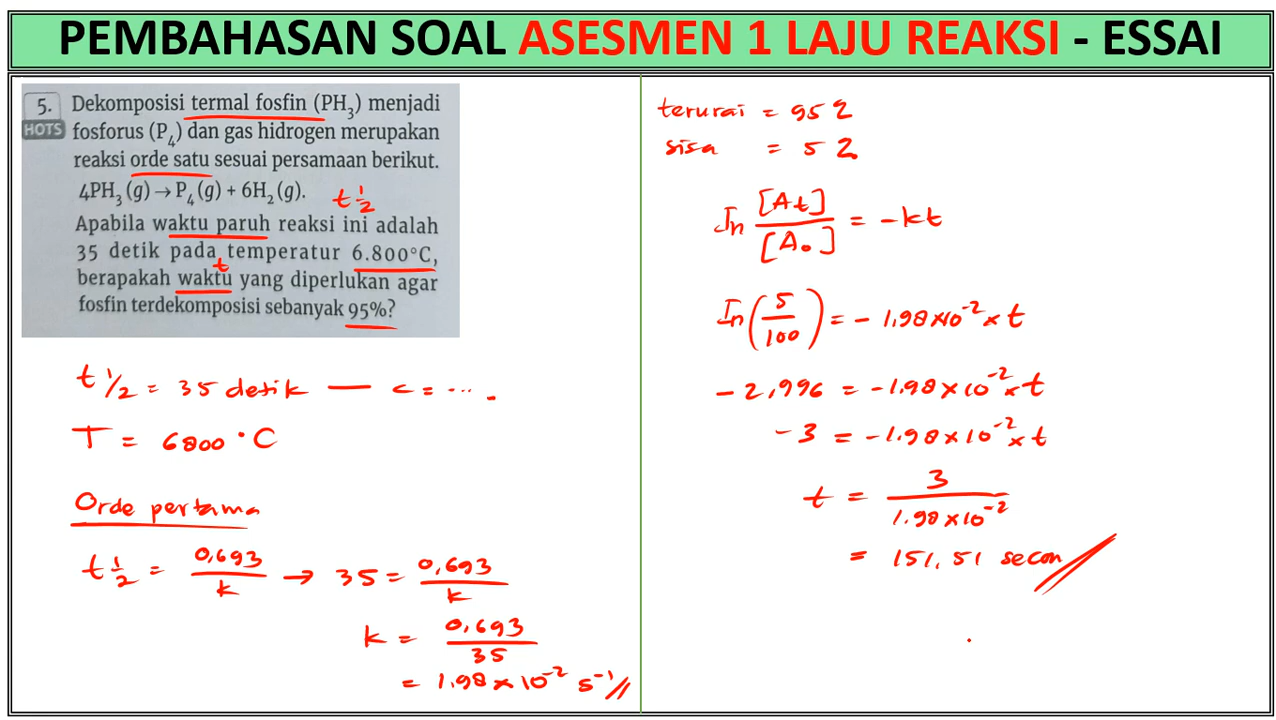 PEMBAHASAN SOAL ASESMEN 1 LAJU REAKSI - ESSAI
5. Dekomposisi termal fosfin (PH₃) menjadi
HOTS fosforus (P₄) dan gas hidrogen merupakan
reaksi orde satu sesuai persamaan berikut.
4PH₃(g) → P₄(g) + 6H₂(g). t ½
Apabila waktu paruh reaksi ini adalah
35 detik pada temperatur 6.800°C,
t
berapakah waktu yang diperlukan agar
fosfin terdekomposisi sebanyak 95%?
t ½ = 35 detik — c = ....
T = 6800 °C
Orde pertama
t ½ = 0,693 / k → 35 = 0,693 / k
k = 0,693 / 35
= 1.98 × 10⁻² s⁻¹ //
terurai = 95 %
sisa = 5 %
In [At] / [A₀] = -kt
In (5 / 100) = - 1.98 × 10⁻² × t
- 2,996 = -1.98 × 10⁻² × t
-3 = -1.98 × 10⁻² × t
t = 3 / 1.98 × 10⁻²
= 151,51 secon //